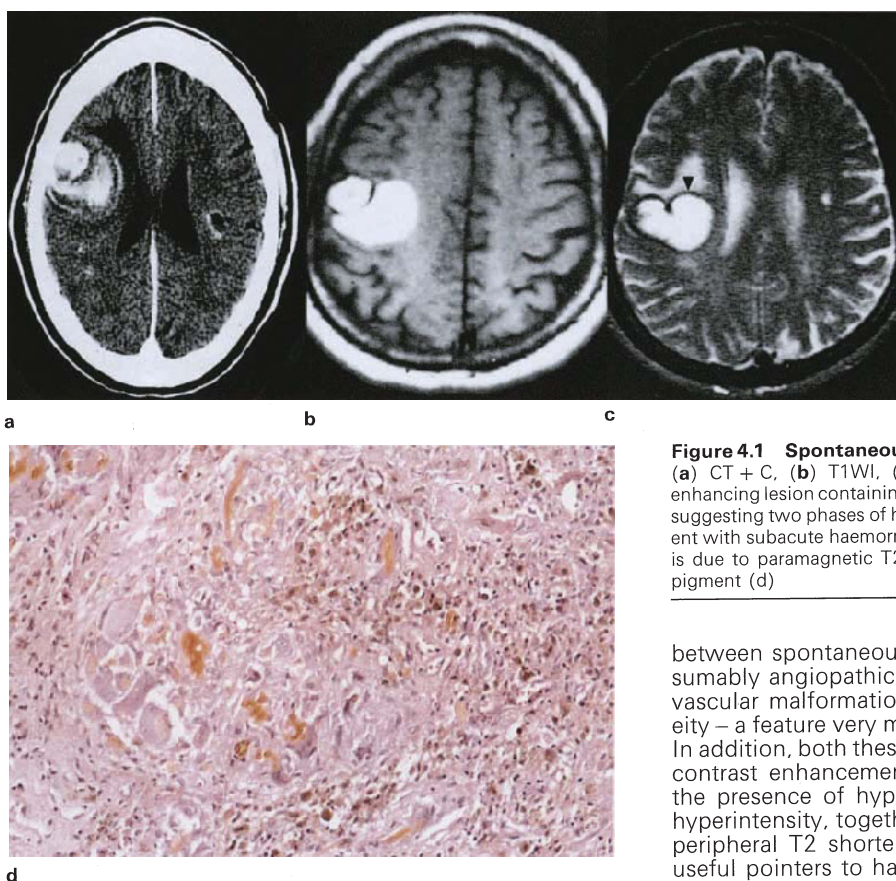 a
b
c
d
Figure 4.1 Spontaneou
(a) CT + C, (b) T1WI, (
enhancing lesion containin
suggesting two phases of h
ent with subacute haemorr
is due to paramagnetic T2
pigment (d)
between spontaneou
sumably angiopathic
vascular malformatio
eity – a feature very m
In addition, both thes
contrast enhancemen
the presence of hyp
hyperintensity, togeth
peripheral T2 shorte
useful pointers to ha